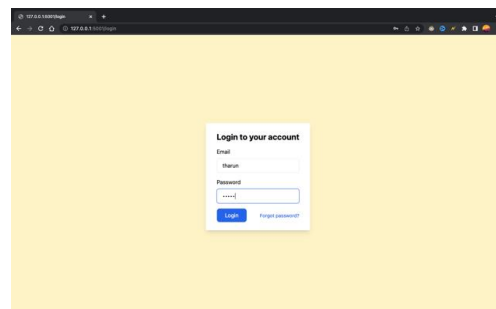 127.0.0.1:5001/login
127.0.0.1:5001/login
Login to your account
Email
tharun
Password
•••••
Login
Forgot password?